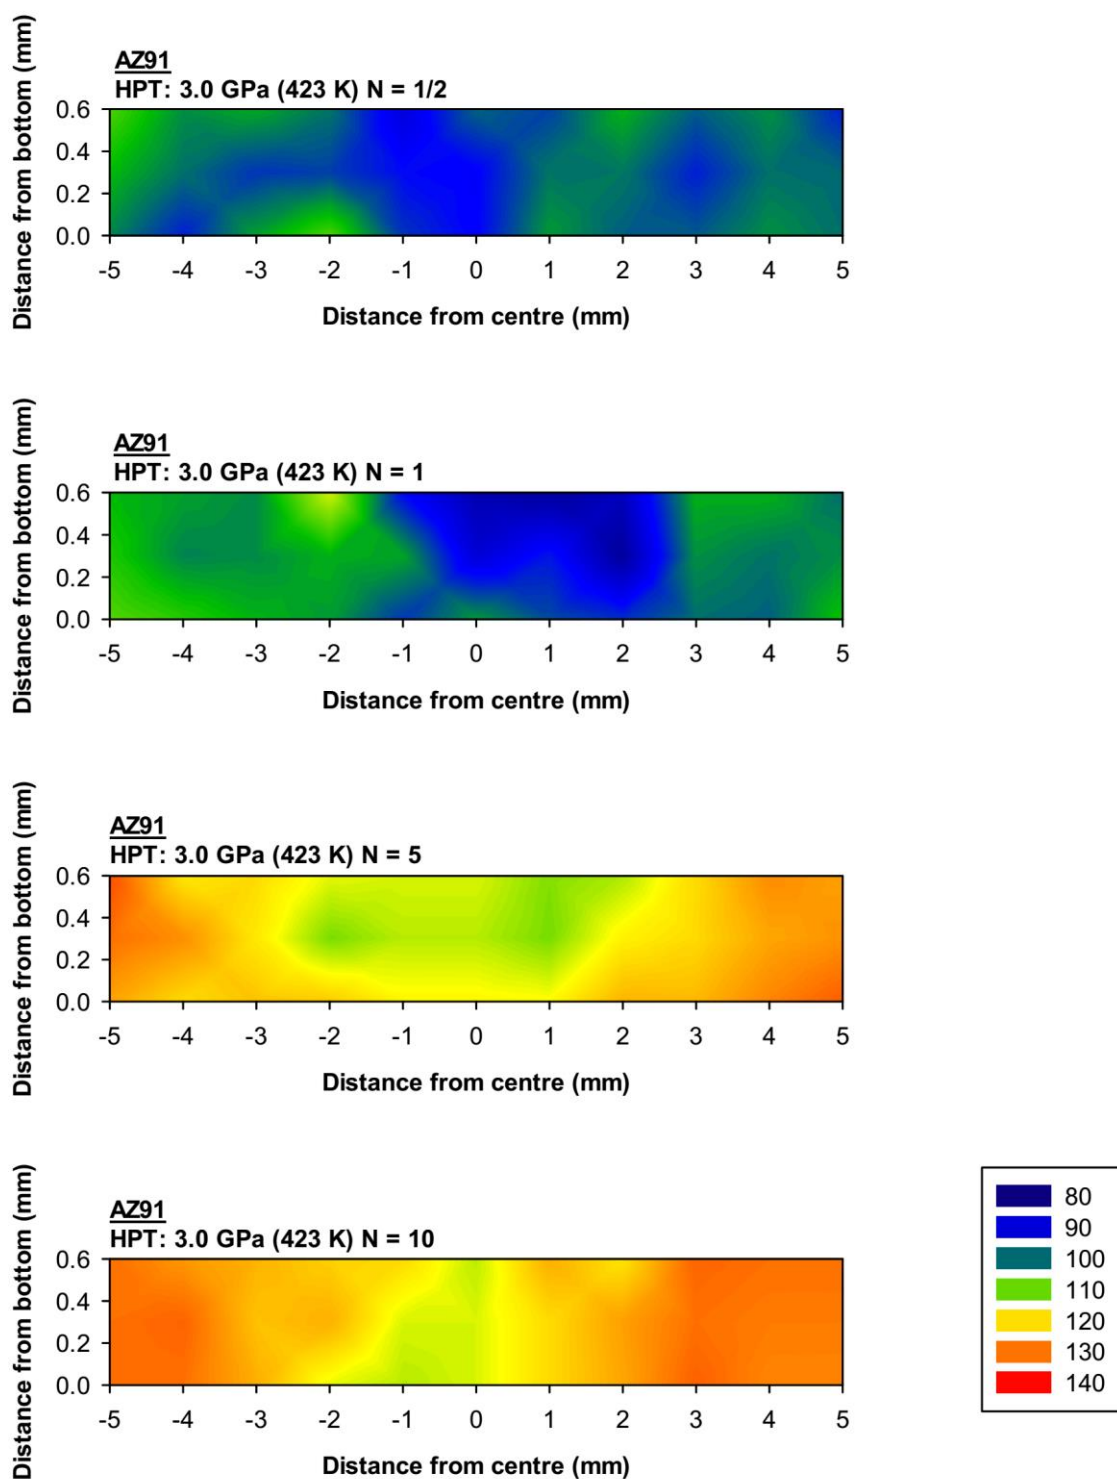 AZ91
HPT: 3.0 GPa (423 K) N = 1/2
Distance from bottom (mm)
0.6
0.4
0.2
0.0
-5 -4 -3 -2 -1 0 1 2 3 4 5
Distance from centre (mm)
AZ91
HPT: 3.0 GPa (423 K) N = 1
Distance from bottom (mm)
0.6
0.4
0.2
0.0
-5 -4 -3 -2 -1 0 1 2 3 4 5
Distance from centre (mm)
AZ91
HPT: 3.0 GPa (423 K) N = 5
Distance from bottom (mm)
0.6
0.4
0.2
0.0
-5 -4 -3 -2 -1 0 1 2 3 4 5
Distance from centre (mm)
AZ91
HPT: 3.0 GPa (423 K) N = 10
Distance from bottom (mm)
0.6
0.4
0.2
0.0
-5 -4 -3 -2 -1 0 1 2 3 4 5
Distance from centre (mm)
80
90
100
110
120
130
140